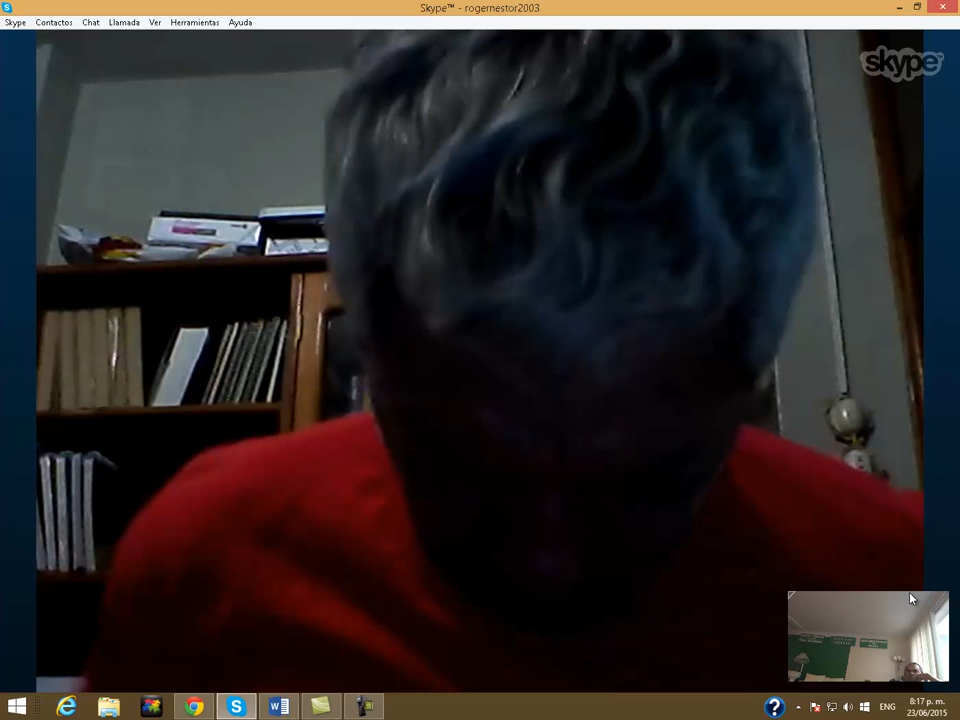 Skype™ - rogernestor2003
Skype Contactos Chat Llamada Ver Herramientas Ayuda
skype
ENG
8:17 p. m.
23/06/2015